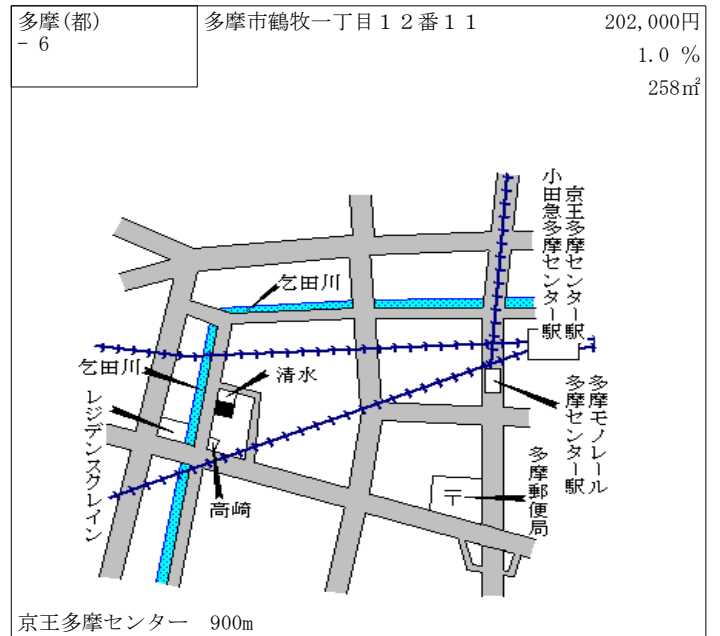 多摩(都)
－6
多摩市鶴牧一丁目１２番１１
202,000円
1.0 %
258㎡
小田急多摩センター駅
京王多摩センター駅
乞田川
乞田川
清水
レジデンスクレイン
高崎
多摩センター駅
多摩モノレール
多摩郵便局
〒
京王多摩センター 900m